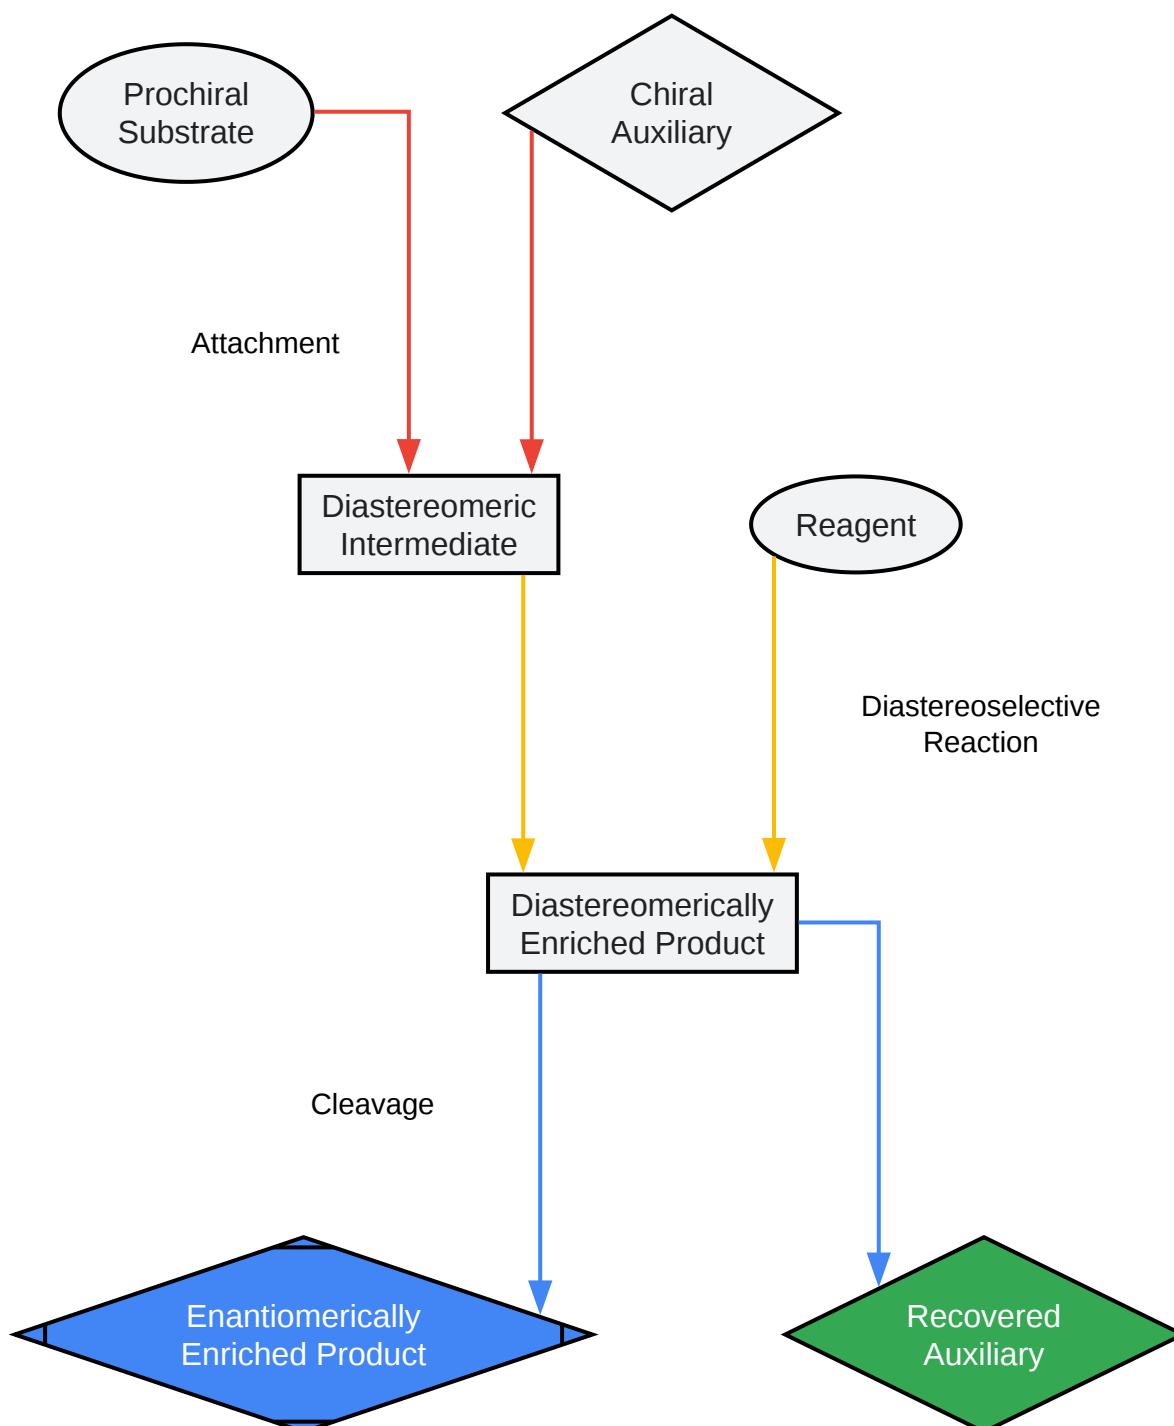 Prochiral
Substrate
Chiral
Auxiliary
Attachment
Diastereomeric
Intermediate
Reagent
Diastereoselective
Reaction
Diastereomerically
Enriched Product
Cleavage
Enantiomerically
Enriched Product
Recovered
Auxiliary